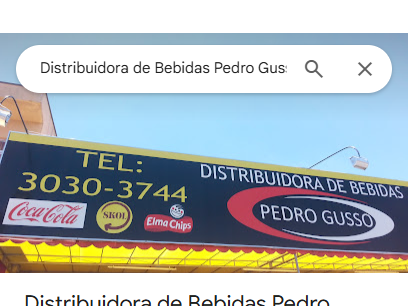 Distribuidora de Bebidas Pedro Gus
TEL:
3030-3744
DISTRIBUIDORA DE BEBIDAS
PEDRO GUSSO
Coca-Cola
SKOL
Elma Chips
Distribuidora de Bebidas Pedro